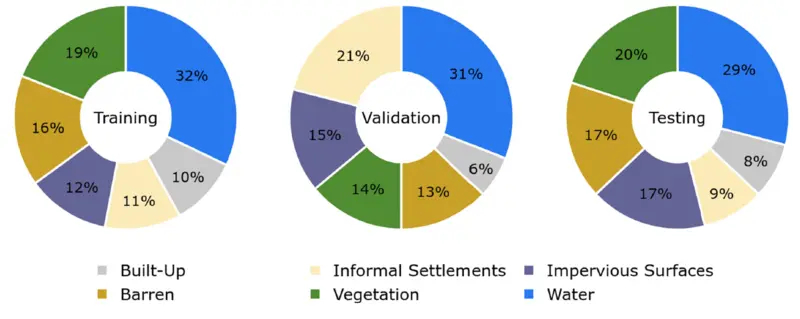 19%
32%
16%
Training
12%
11%
10%
21%
31%
15%
Validation
14%
13%
6%
20%
29%
17%
Testing
17%
9%
8%
Built-Up
Informal Settlements
Impervious Surfaces
Barren
Vegetation
Water